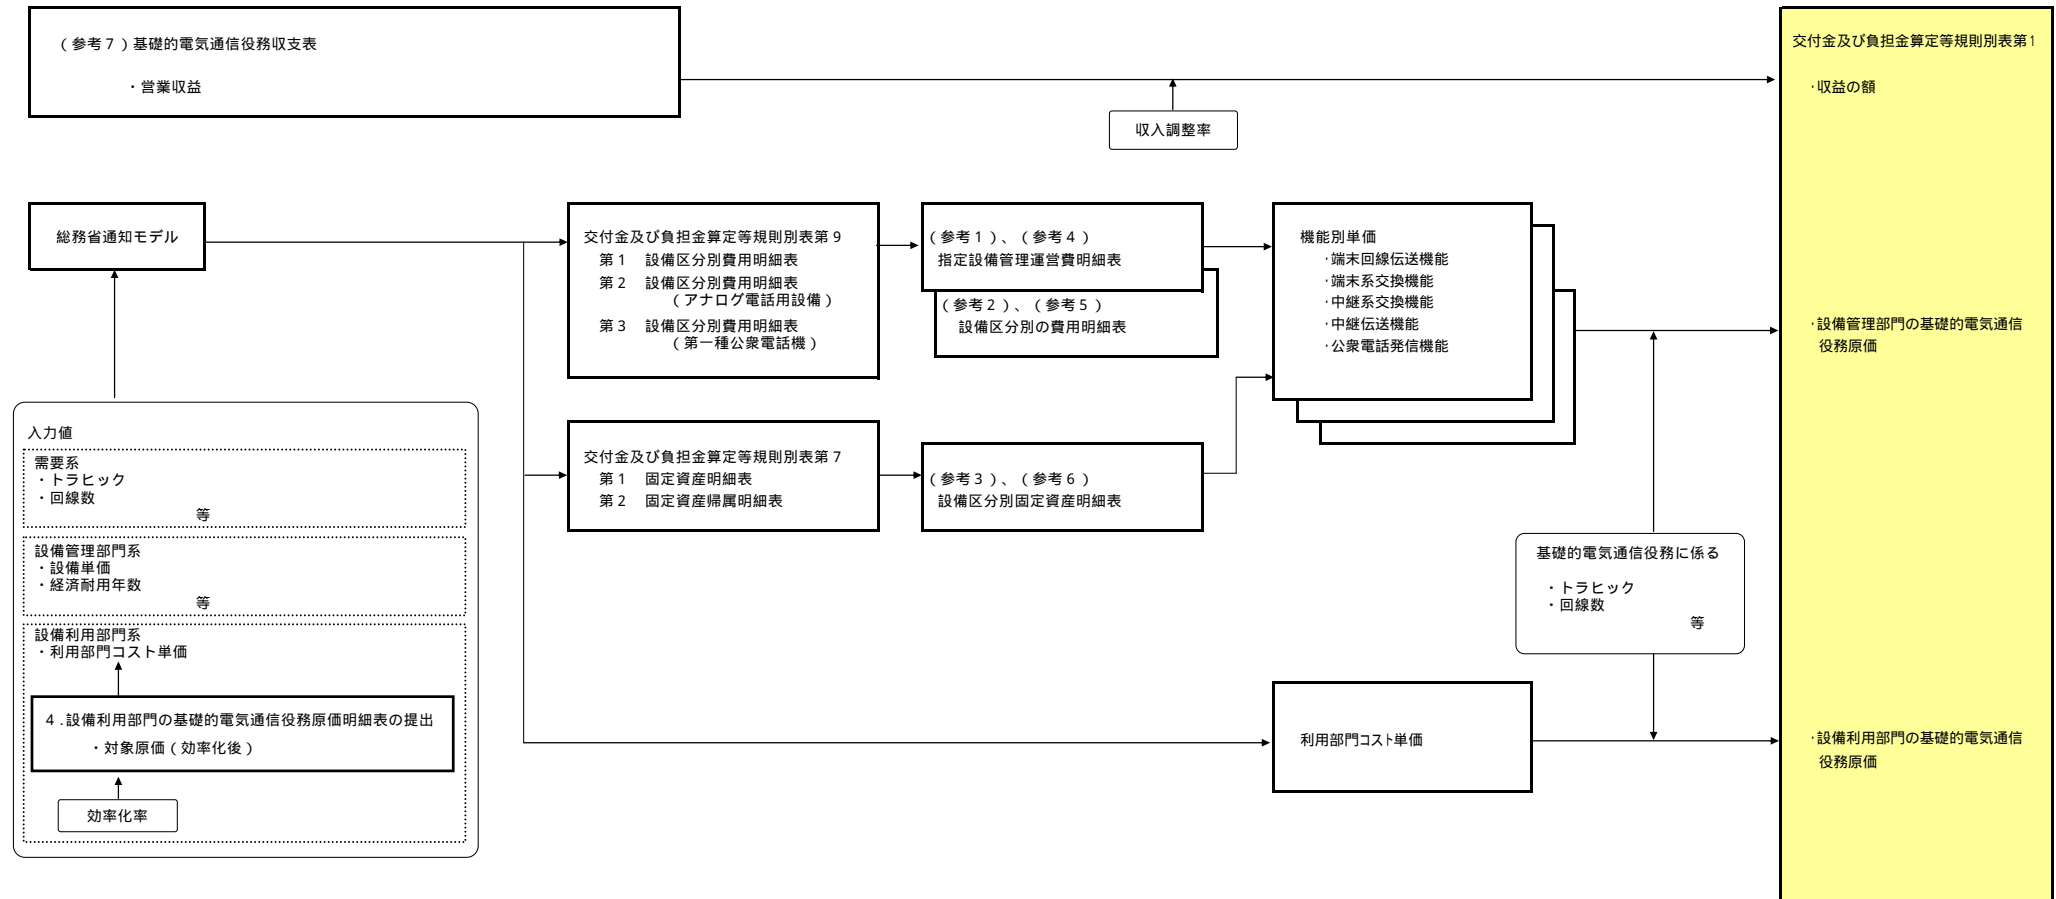 （参考７）基礎的電気通信役務収支表
・営業収益
収入調整率
総務省通知モデル
交付金及び負担金算定等規則別表第９
第１　設備区分別費用明細表
第２　設備区分別費用明細表
（アナログ電話用設備）
第３　設備区分別費用明細表
（第一種公衆電話機）
（参考１）、（参考４）
指定設備管理運営費明細表
（参考２）、（参考５）
設備区分別の費用明細表
機能別単価
･端末回線伝送機能
･端末系交換機能
･中継系交換機能
･中継伝送機能
･公衆電話発信機能
交付金及び負担金算定等規則別表第７
第１　固定資産明細表
第２　固定資産帰属明細表
（参考３）、（参考６）
設備区分別固定資産明細表
入力値
需要系
・トラヒック
・回線数
等
設備管理部門系
・設備単価
・経済耐用年数
等
設備利用部門系
・利用部門コスト単価
４.設備利用部門の基礎的電気通信役務原価明細表の提出
・対象原価（効率化後）
効率化率
基礎的電気通信役務に係る
・トラヒック
・回線数
等
利用部門コスト単価
交付金及び負担金算定等規則別表第1
･収益の額
･設備管理部門の基礎的電気通信
役務原価
･設備利用部門の基礎的電気通信
役務原価